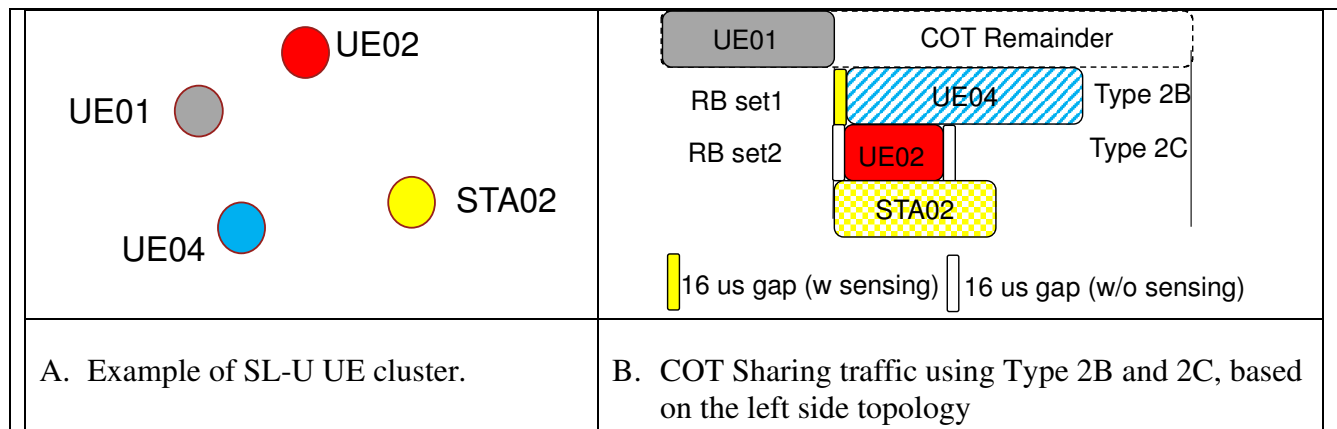 UE02
UE01
STA02
UE04
A. Example of SL-U UE cluster.
UE01 COT Remainder
RB set1 UE04 Type 2B
RB set2 UE02 Type 2C
STA02
16 us gap (w sensing) 16 us gap (w/o sensing)
B. COT Sharing traffic using Type 2B and 2C, based
on the left side topology